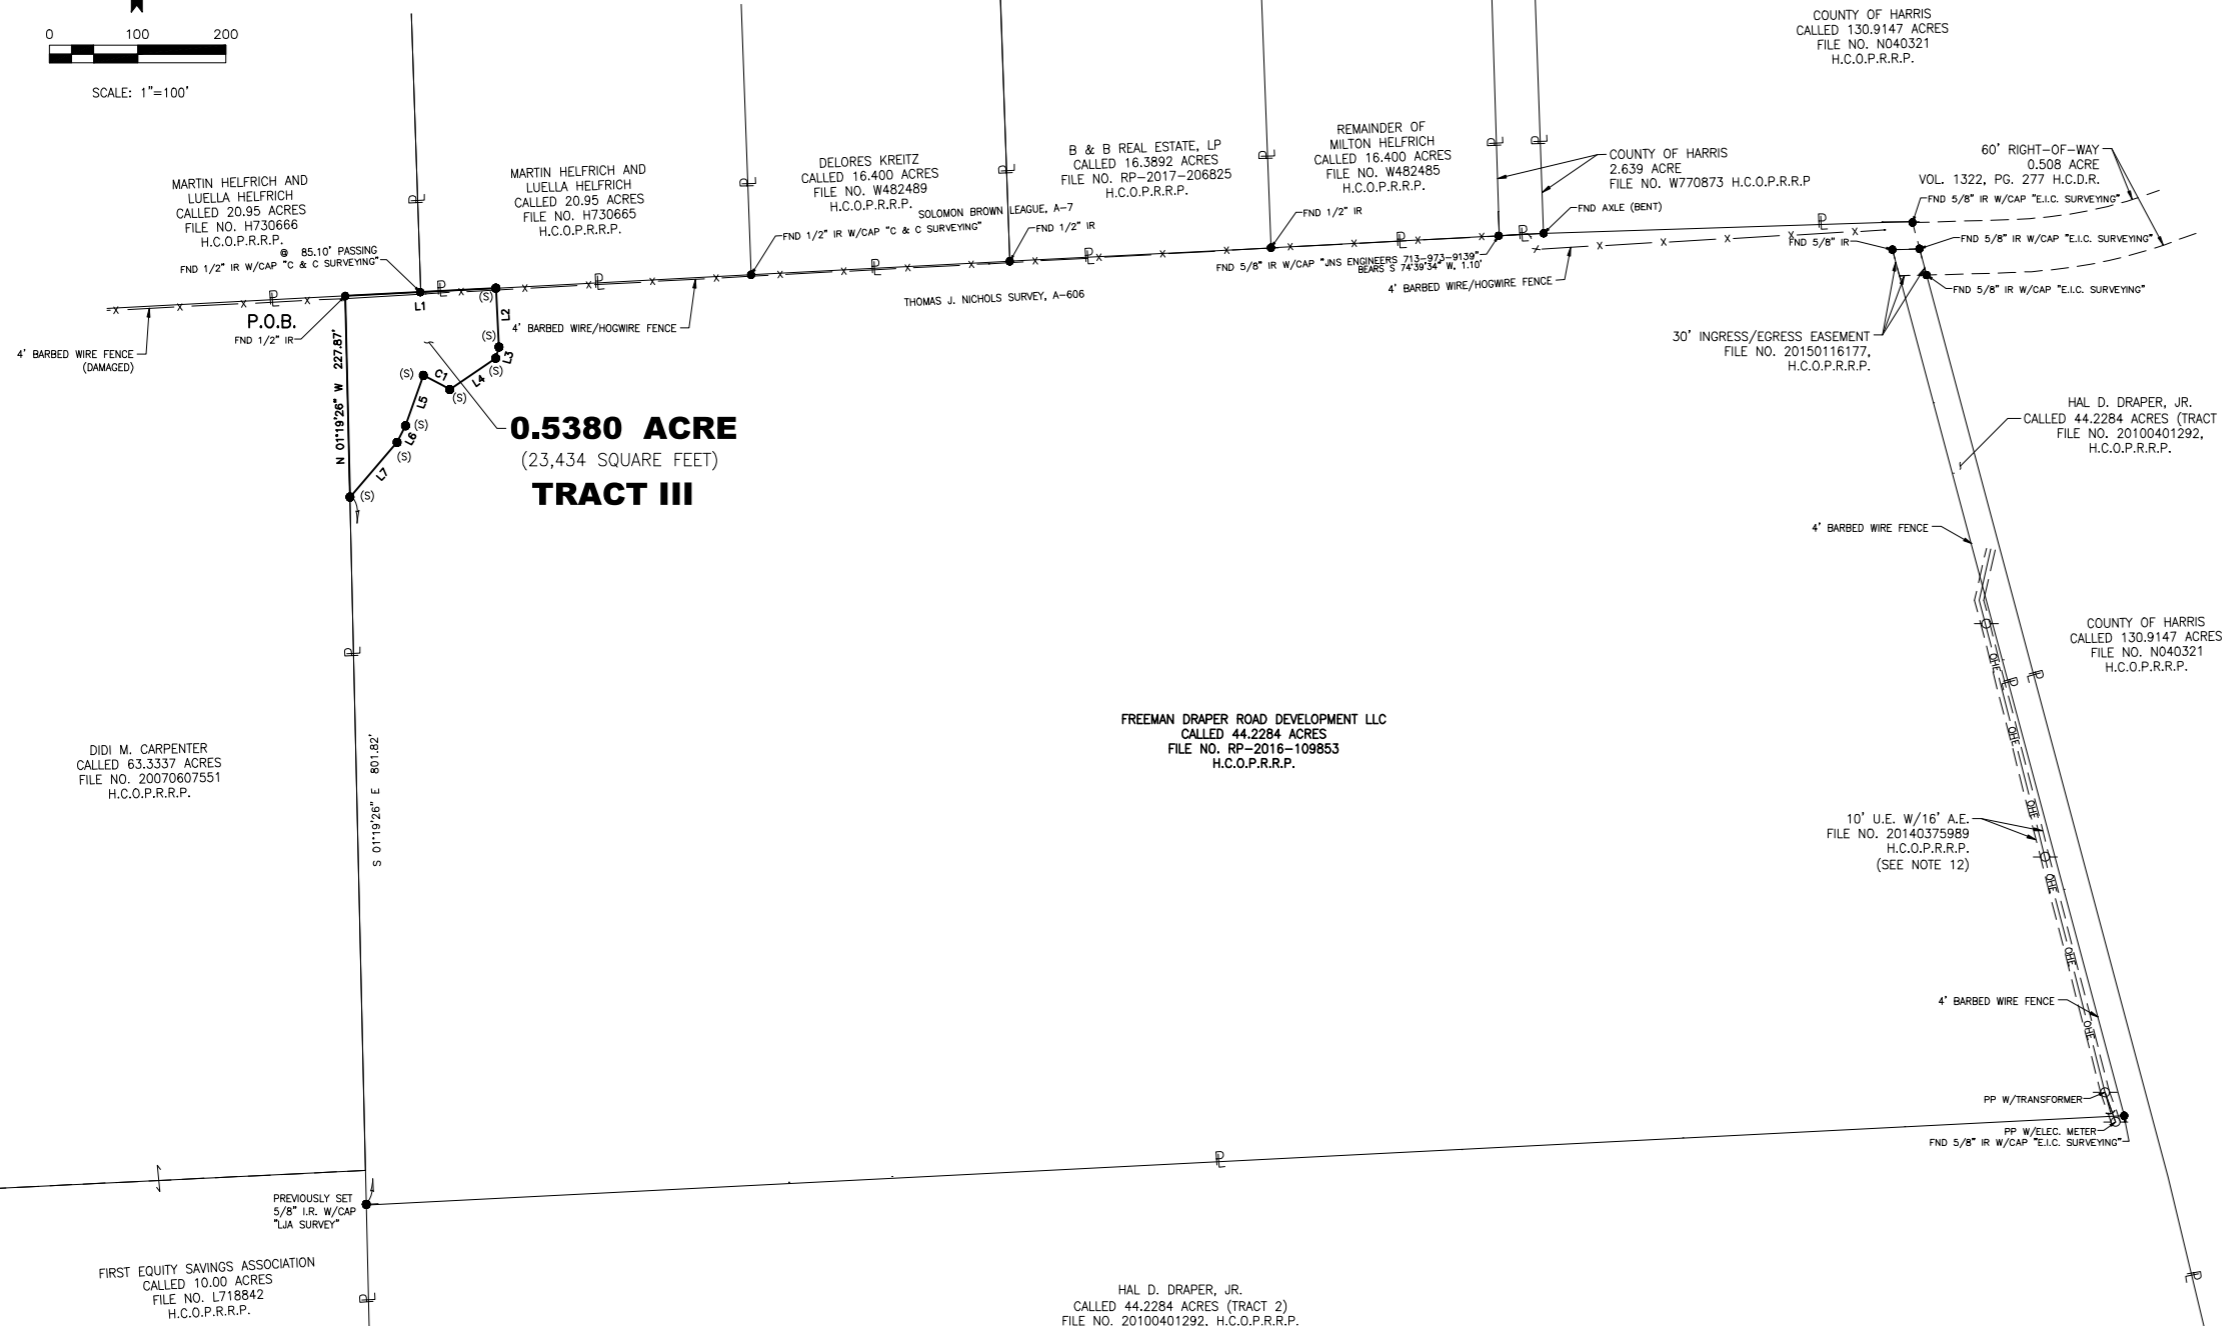 0 100 200
SCALE: 1"=100'
COUNTY OF HARRIS
CALLED 130.9147 ACRES
FILE NO. N040321
H.C.O.P.R.R.P.
MARTIN HELFRICH AND
LUELLA HELFRICH
CALLED 20.95 ACRES
FILE NO. H730666
H.C.O.P.R.R.P.
@ 85.10' PASSING
FND 1/2" IR W/CAP "C & C SURVEYING"
MARTIN HELFRICH AND
LUELLA HELFRICH
CALLED 20.95 ACRES
FILE NO. H730665
H.C.O.P.R.R.P.
DELORES KREITZ
CALLED 16.400 ACRES
FILE NO. W482489
H.C.O.P.R.R.P.
SOLOMON BROWN LEAGUE, A-7
FND 1/2" IR W/CAP "C & C SURVEYING"
B & B REAL ESTATE, LP
CALLED 16.3892 ACRES
FILE NO. RP-2017-206825
H.C.O.P.R.R.P.
FND 1/2" IR
REMAINDER OF
MILTON HELFRICH
CALLED 16.400 ACRES
FILE NO. W482485
H.C.O.P.R.R.P.
FND 1/2" IR
COUNTY OF HARRIS
2.639 ACRE
FILE NO. W770873 H.C.O.P.R.R.P
FND AXLE (BENT)
60' RIGHT-OF-WAY
0.508 ACRE
VOL. 1322, PG. 277 H.C.D.R.
FND 5/8" IR W/CAP "E.I.C. SURVEYING"
FND 5/8" IR
FND 5/8" IR W/CAP "E.I.C. SURVEYING"
FND 5/8" IR W/CAP "E.I.C. SURVEYING"
FND 5/8" IR W/CAP "JNS ENGINEERS 713-973-9139"
BEARS S 74°39'34" W, 1.10'
4' BARBED WIRE/HOGWIRE FENCE
THOMAS J. NICHOLS SURVEY, A-606
4' BARBED WIRE/HOGWIRE FENCE
P.O.B.
FND 1/2" IR
4' BARBED WIRE FENCE
(DAMAGED)
L1
(S)
L2
(S)
L3
(S)
L4
(S)
C1
(S)
L5
(S)
L6
(S)
L7
(S)
N 01°19'26" W 227.87'
0.5380 ACRE
(23,434 SQUARE FEET)
TRACT III
30' INGRESS/EGRESS EASEMENT
FILE NO. 20150116177,
H.C.O.P.R.R.P.
HAL D. DRAPER, JR.
CALLED 44.2284 ACRES (TRACT
FILE NO. 20100401292,
H.C.O.P.R.R.P.
4' BARBED WIRE FENCE
COUNTY OF HARRIS
CALLED 130.9147 ACRES
FILE NO. N040321
H.C.O.P.R.R.P.
FREEMAN DRAPER ROAD DEVELOPMENT LLC
CALLED 44.2284 ACRES
FILE NO. RP-2016-109853
H.C.O.P.R.R.P.
DIDI M. CARPENTER
CALLED 63.3337 ACRES
FILE NO. 20070607551
H.C.O.P.R.R.P.
S 01°19'26" E 801.82'
10' U.E. W/16' A.E.
FILE NO. 20140375989
H.C.O.P.R.R.P.
(SEE NOTE 12)
OHE
OHE
OHE
OHE
OHE
OHE
4' BARBED WIRE FENCE
PP W/TRANSFORMER
PP W/ELEC. METER
FND 5/8" IR W/CAP "E.I.C. SURVEYING"
PREVIOUSLY SET
5/8" I.R. W/CAP
"LJA SURVEY"
FIRST EQUITY SAVINGS ASSOCIATION
CALLED 10.00 ACRES
FILE NO. L718842
H.C.O.P.R.R.P.
HAL D. DRAPER, JR.
CALLED 44.2284 ACRES (TRACT 2)
FILE NO. 20100401292, H.C.O.P.R.R.P.